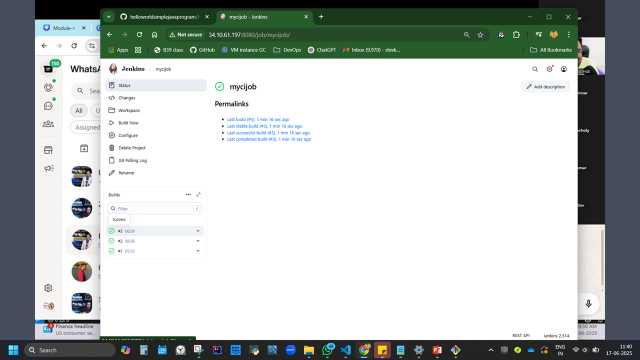 helloworldsimplejavaprogram/
mycijob - Jenkins
Not secure 34.10.61.197:8080/job/mycijob/
Apps
B39 class
GitHub
VM instance GC
DevOps
ChatGPT
Inbox (9,970) - shivk...
All Bookmarks
Jenkins / mycijob
Status
Changes
Workspace
Build Now
Configure
Delete Project
Git Polling Log
Rename
mycijob
Add description
Permalinks
Last build (#3), 1 min 16 sec ago
Last stable build (#3), 1 min 16 sec ago
Last successful build (#3), 1 min 16 sec ago
Last completed build (#3), 1 min 16 sec ago
Builds
Filter
/
Success
#3
#2
#1
REST API
Jenkins 2.514
WhatsA
Sea
All
U
Assigned
Finance headline
US consumer se
Search
ENG
IN
11:40
17-06-2025